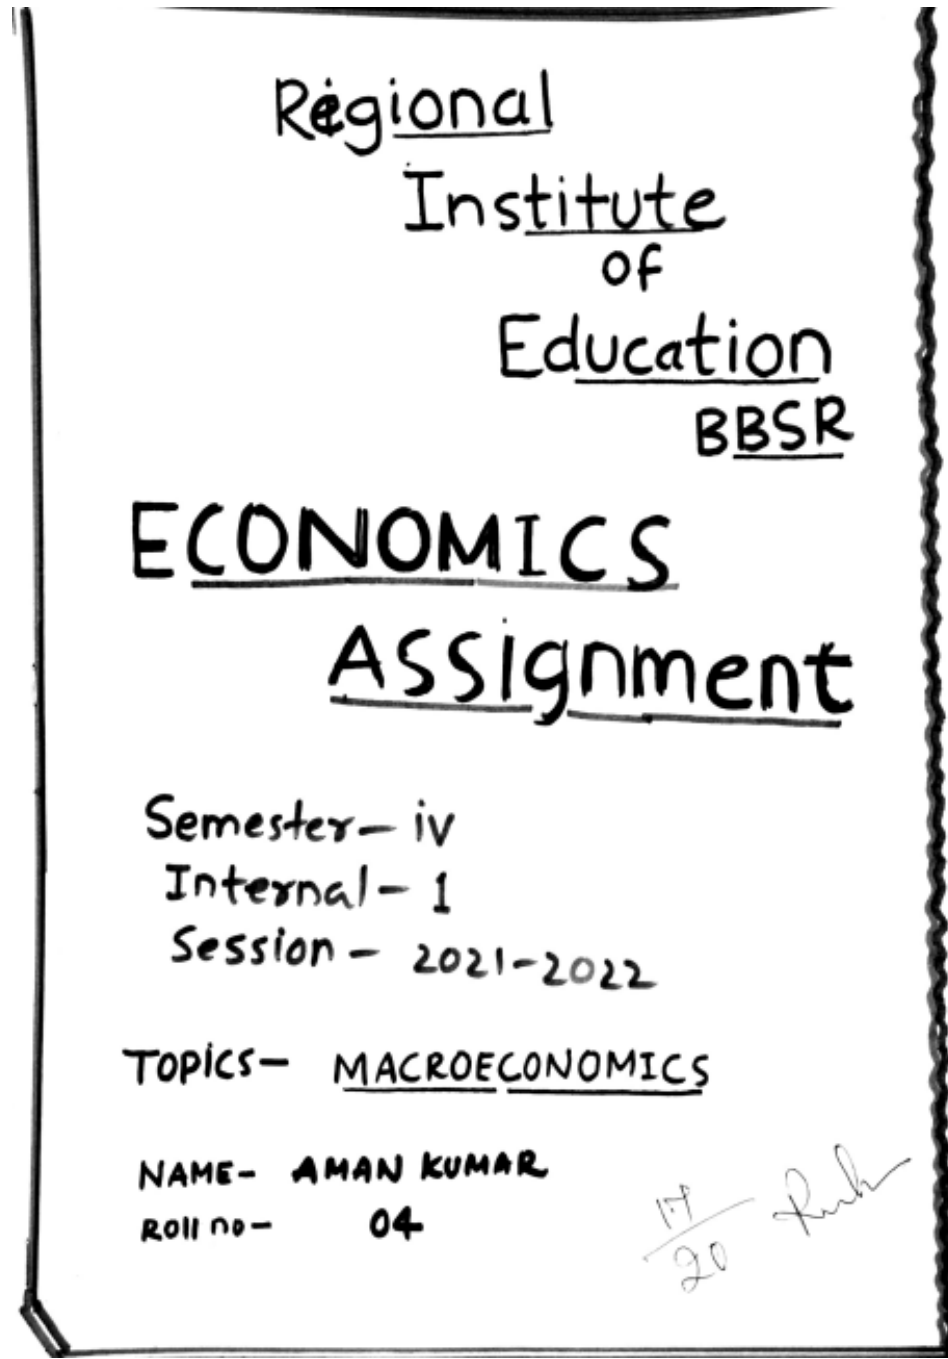 Regional
Institute
of
Education
BBSR
ECONOMICS
Assignment
Semester - iv
Internal - 1
Session - 2021-2022
TOPICS - MACROECONOMICS
NAME - AMAN KUMAR
Roll no - 04
17
20